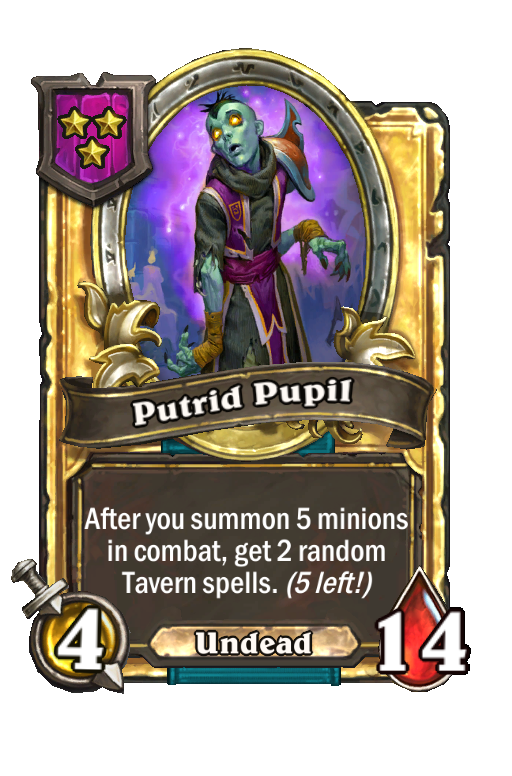 Putrid Pupil
After you summon 5 minions
in combat, get 2 random
Tavern spells. (5 left!)
4
Undead
14